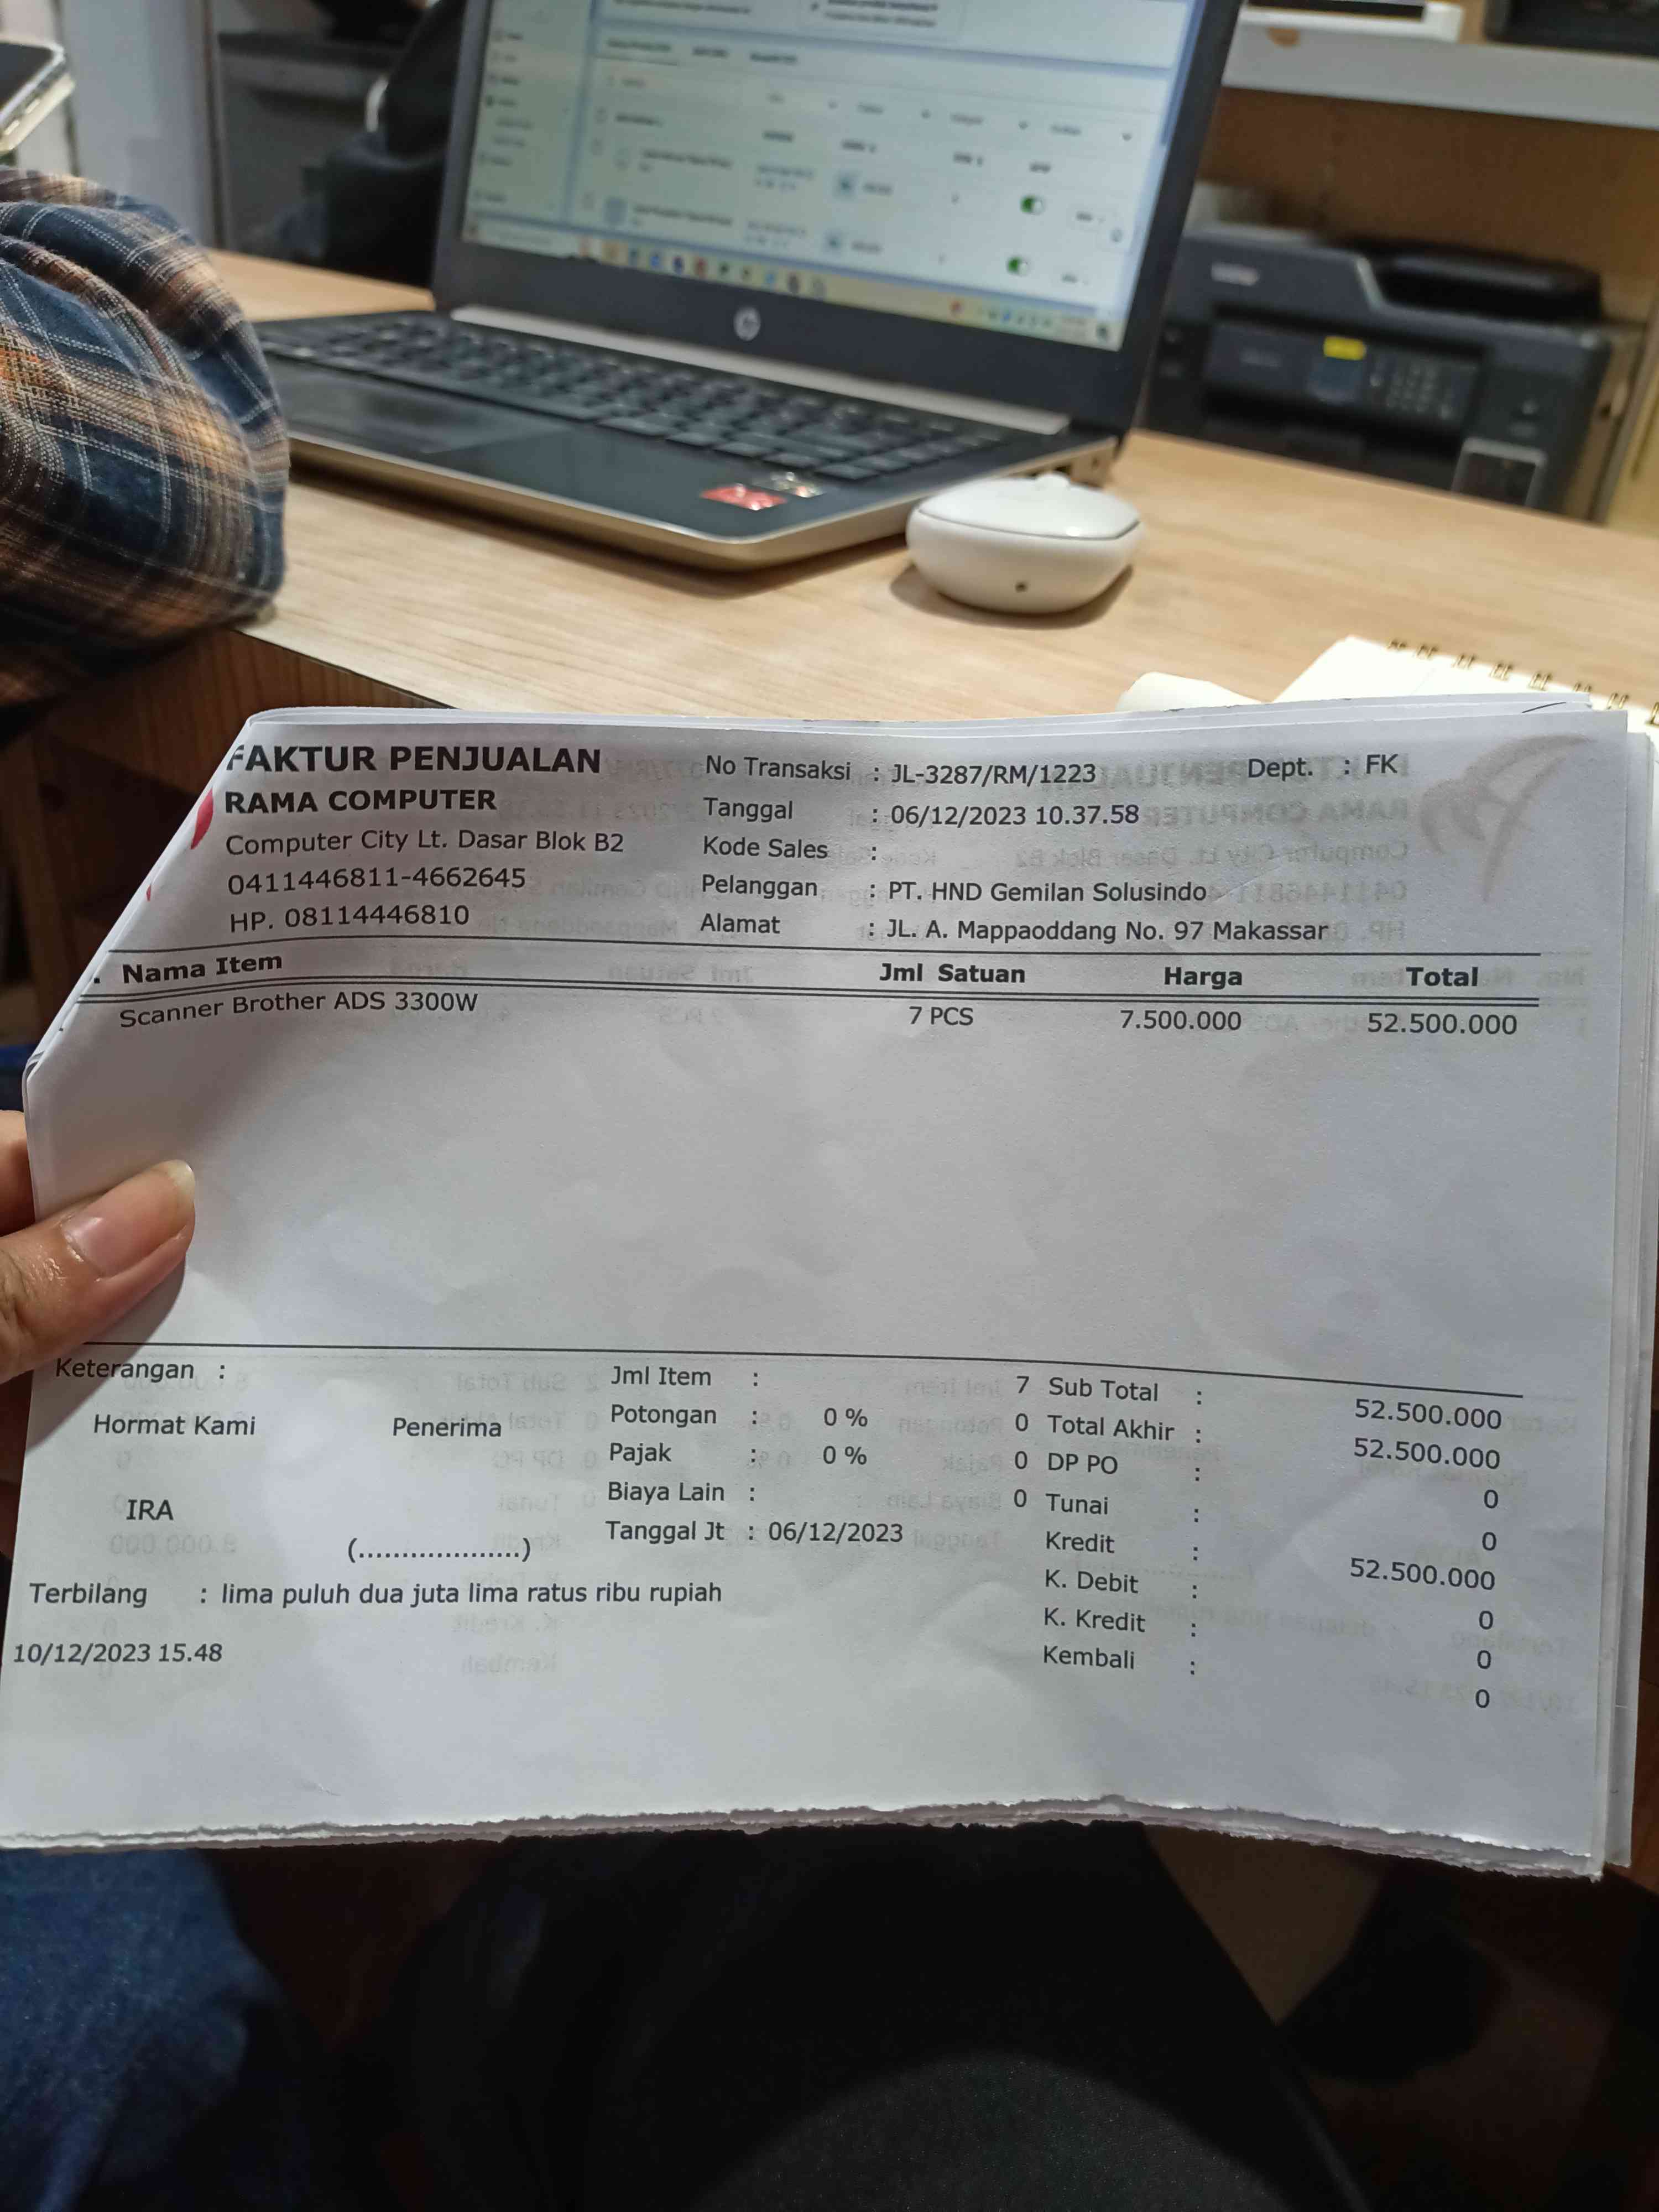 FAKTUR PENJUALAN
RAMA COMPUTER
Computer City Lt. Dasar Blok B2
0411446811-4662645
HP. 08114446810
No Transaksi : JL-3287/RM/1223
Dept. : FK
Tanggal : 06/12/2023 10.37.58
Kode Sales :
Pelanggan : PT. HND Gemilan Solusindo
Alamat : JL. A. Mappaoddang No. 97 Makassar
. Nama Item Jml Satuan Harga Total
Scanner Brother ADS 3300W 7 PCS 7.500.000 52.500.000
Keterangan :
Hormat Kami Penerima
IRA
(...................)
Jml Item : 7
Potongan : 0 % 0
Pajak : 0 % 0
Biaya Lain : 0
Tanggal Jt : 06/12/2023
Sub Total : 52.500.000
Total Akhir : 52.500.000
DP PO : 0
Tunai : 0
Kredit : 52.500.000
K. Debit : 0
K. Kredit : 0
Kembali : 0
Terbilang : lima puluh dua juta lima ratus ribu rupiah
10/12/2023 15.48